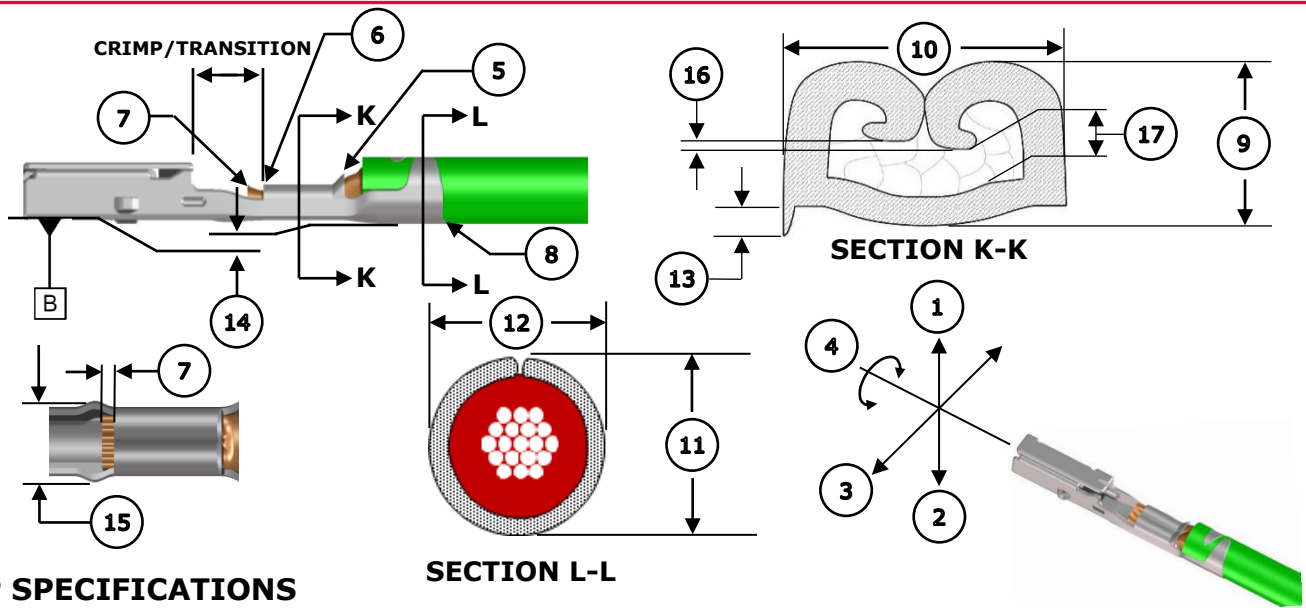 CRIMP/TRANSITION
6
5
7
K
L
10
16
17
9
8
B
K
L
SECTION K-K
13
14
12
1
4
7
11
3
2
15
SECTION L-L
SPECIFICATIONS